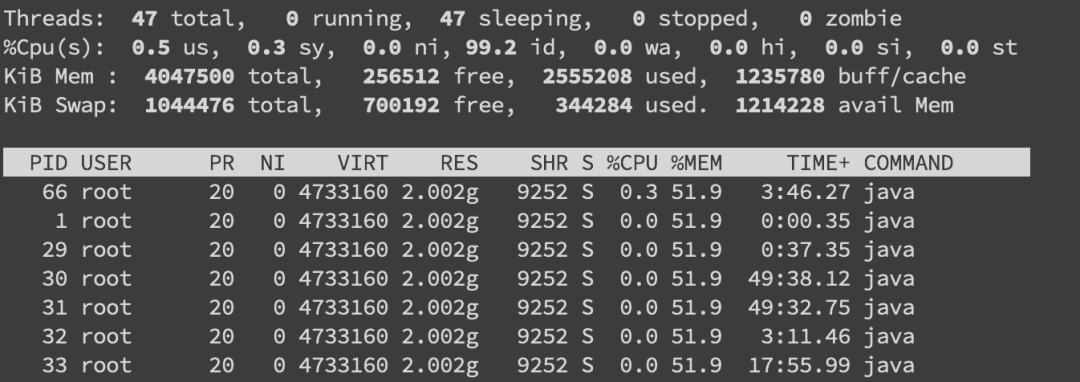 Threads:  47 total,   0 running,  47 sleeping,   0 stopped,   0 zombie
%Cpu(s):  0.5 us,  0.3 sy,  0.0 ni, 99.2 id,  0.0 wa,  0.0 hi,  0.0 si,  0.0 st
KiB Mem :  4047500 total,   256512 free,  2555208 used,  1235780 buff/cache
KiB Swap:  1044476 total,   700192 free,   344284 used.  1214228 avail Mem
PID USER      PR  NI    VIRT    RES    SHR S %CPU %MEM     TIME+ COMMAND
66 root      20   0 4733160 2.002g   9252 S  0.3 51.9   3:46.27 java
1 root      20   0 4733160 2.002g   9252 S  0.0 51.9   0:00.35 java
29 root      20   0 4733160 2.002g   9252 S  0.0 51.9   0:37.35 java
30 root      20   0 4733160 2.002g   9252 S  0.0 51.9  49:38.12 java
31 root      20   0 4733160 2.002g   9252 S  0.0 51.9  49:32.75 java
32 root      20   0 4733160 2.002g   9252 S  0.0 51.9   3:11.46 java
33 root      20   0 4733160 2.002g   9252 S  0.0 51.9  17:55.99 java